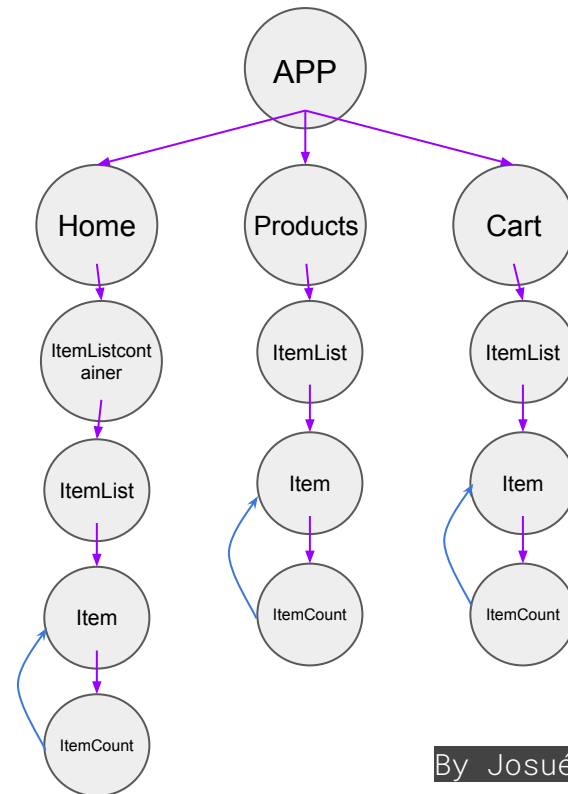 APP
Home
Products
Cart
ItemListcont
ainer
ItemList
ItemList
ItemList
Item
Item
Item
ItemCount
ItemCount
ItemCount
By Josué